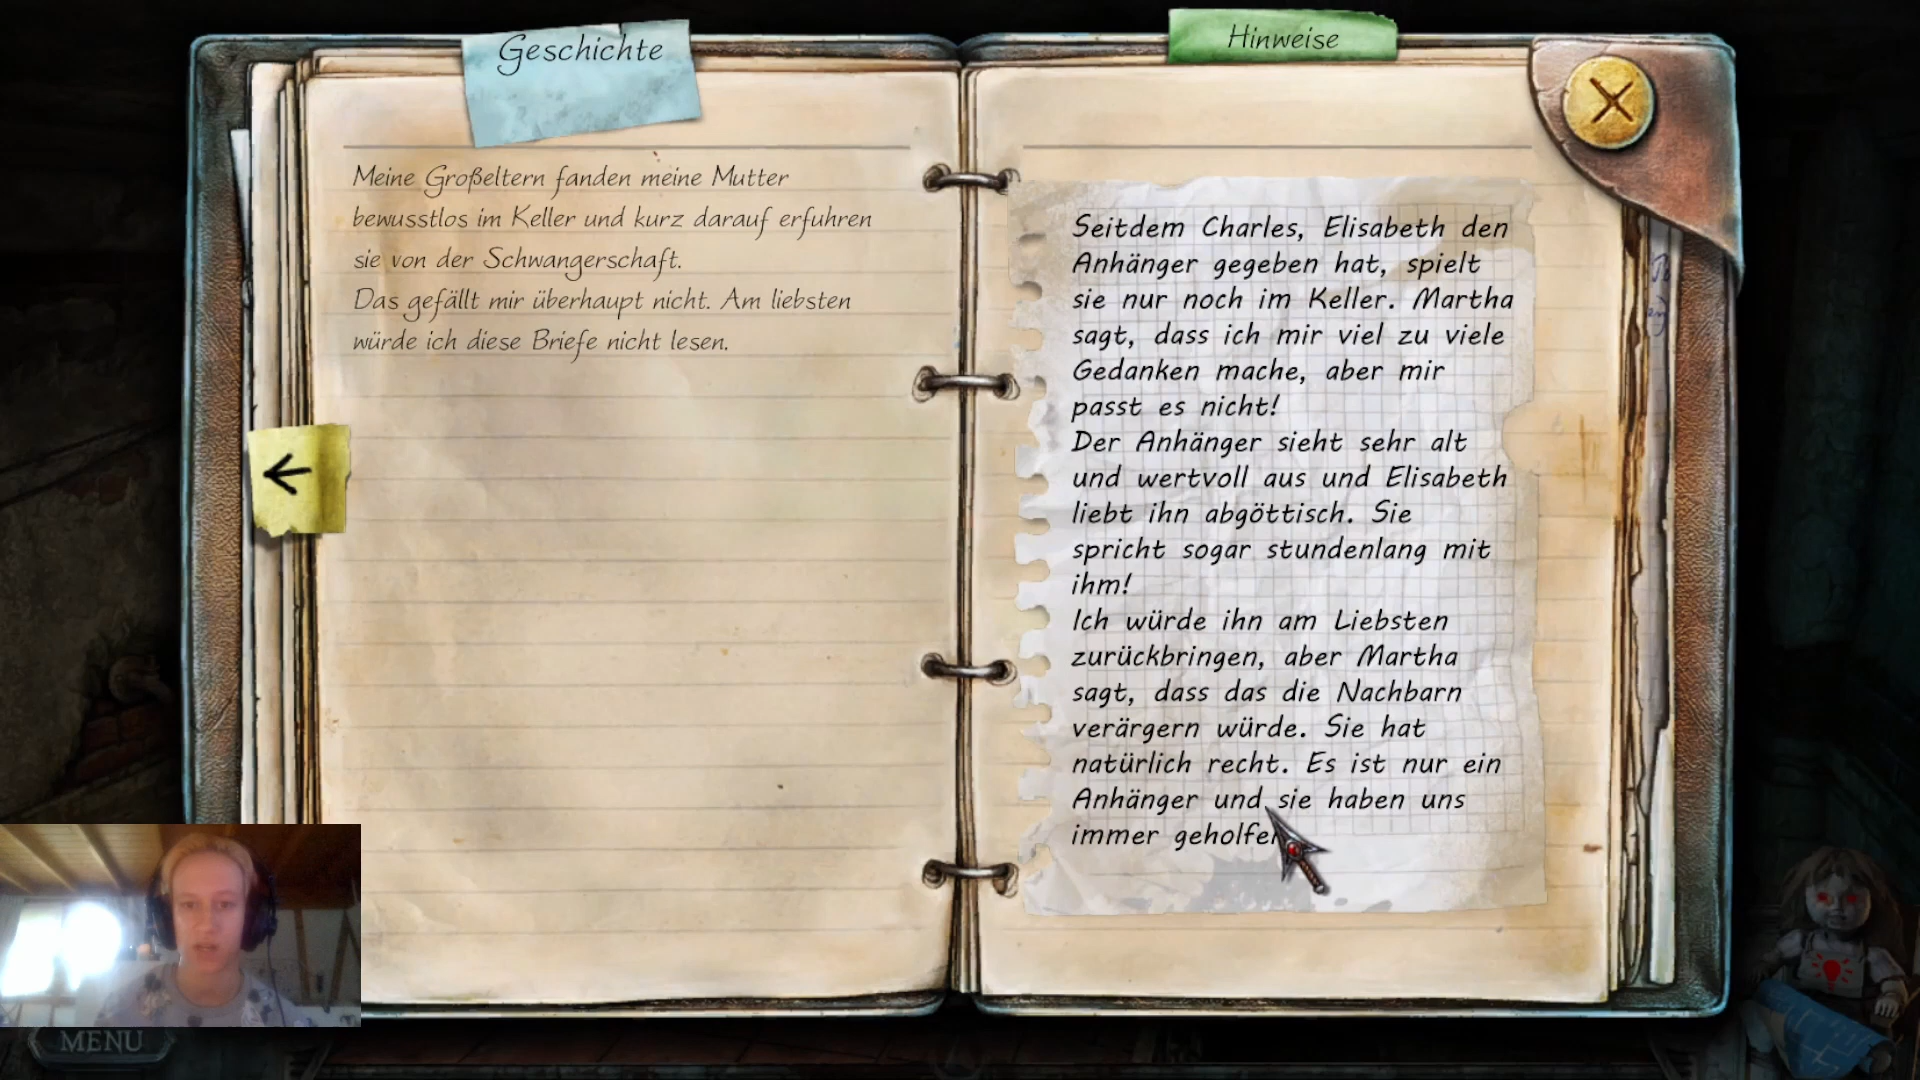 Geschichte
Meine Großeltern fanden meine Mutter
bewusstlos im Keller und kurz darauf erfuhren
sie von der Schwangerschaft.
Das gefällt mir überhaupt nicht. Am liebsten
würde ich diese Briefe nicht lesen.
Hinweise
Seitdem Charles, Elisabeth den
Anhänger gegeben hat, spielt
sie nur noch im Keller. Martha
sagt, dass ich mir viel zu viele
Gedanken mache, aber mir
passt es nicht!
Der Anhänger sieht sehr alt
und wertvoll aus und Elisabeth
liebt ihn abgöttisch. Sie
spricht sogar stundenlang mit
ihm!
Ich würde ihn am Liebsten
zurückbringen, aber Martha
sagt, dass das die Nachbarn
verärgern würde. Sie hat
natürlich recht. Es ist nur ein
Anhänger und sie haben uns
immer geholfen
MENU